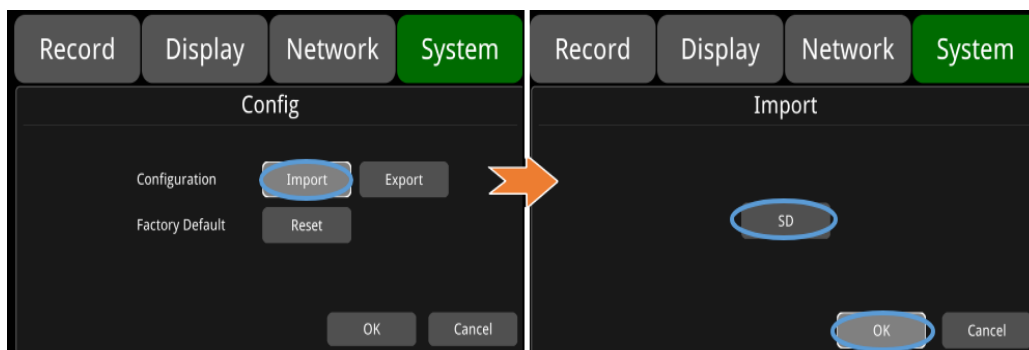 Record Display Network System
Config
Configuration Import Export
Factory Default Reset
OK Cancel
Record Display Network System
Import
SD
OK Cancel